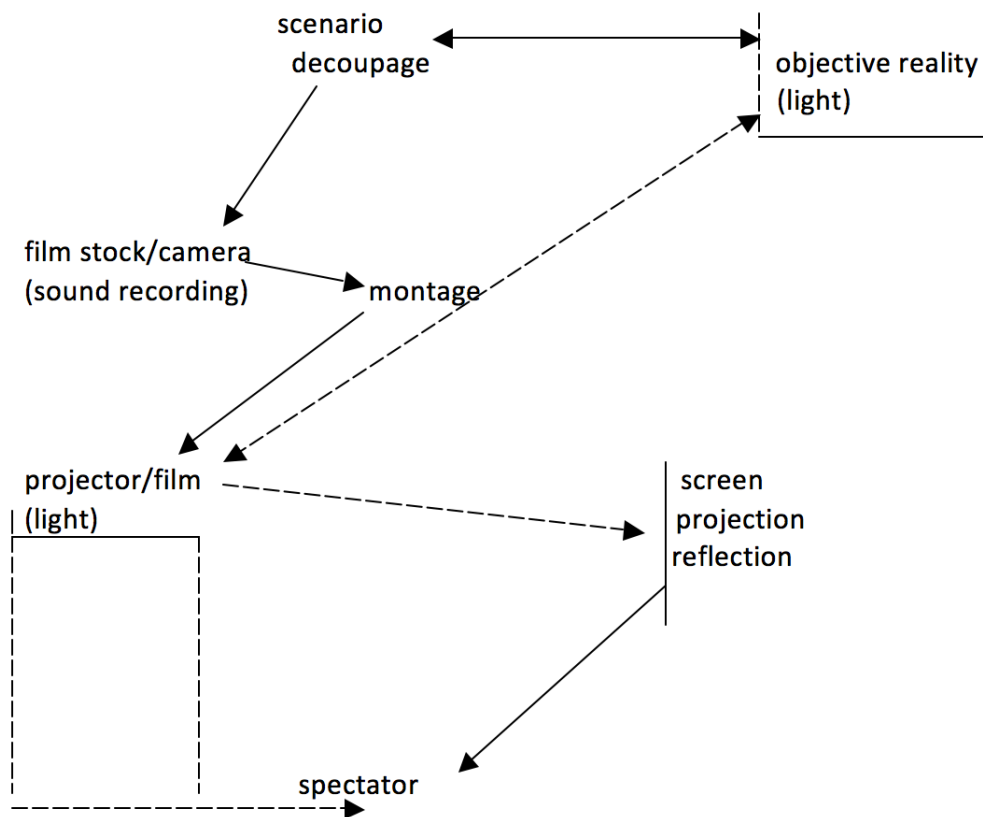 scenario
decoupage
objective reality
(light)
film stock/camera
(sound recording)
montage
projector/film
(light)
screen
projection
reflection
spectator